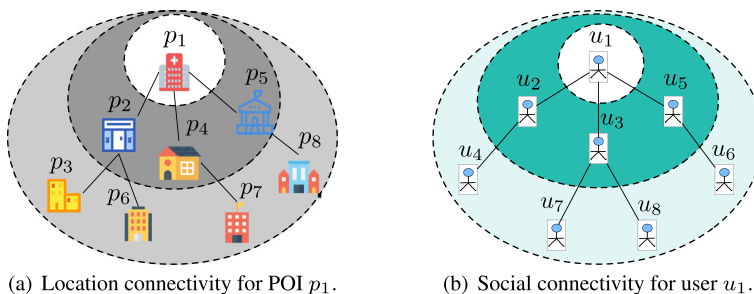 p₁
p₂
p₅
p₄
p₈
p₃
p₆
p₇
(a) Location connectivity for POI p₁.
u₁
u₂
u₅
u₃
u₄
u₆
u₇
u₈
(b) Social connectivity for user u₁.